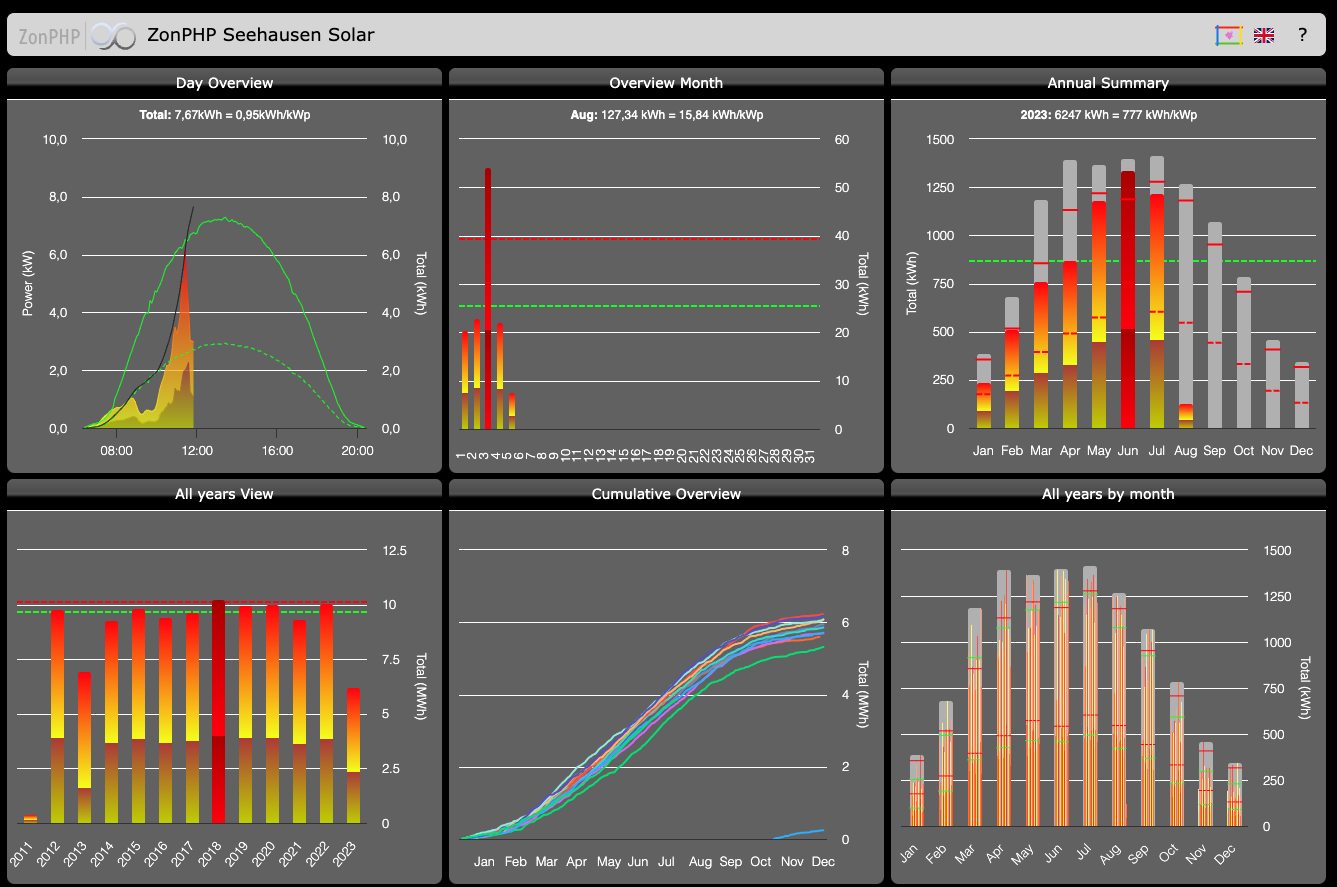 ZonPHP
ZonPHP Seehausen Solar
?
Day Overview
Total: 7,67kWh = 0,95kWh/kWp
10,0
8,0
6,0
4,0
2,0
0,0
Power (kW)
10,0
8,0
6,0
4,0
2,0
0,0
Total (kWh)
08:00 12:00 16:00 20:00
Overview Month
Aug: 127,34 kWh = 15,84 kWh/kWp
60
50
40
30
20
10
0
Total (kWh)
1 2 3 4 5 6 7 8 9 10 11 12 13 14 15 16 17 18 19 20 21 22 23 24 25 26 27 28 29 30 31
Annual Summary
2023: 6247 kWh = 777 kWh/kWp
1500
1250
1000
750
500
250
0
Total (kWh)
Jan Feb Mar Apr May Jun Jul Aug Sep Oct Nov Dec
All years View
12.5
10
7.5
5
2.5
0
Total (MWh)
2011 2012 2013 2014 2015 2016 2017 2018 2019 2020 2021 2022 2023
Cumulative Overview
8
6
4
2
0
Total (MWh)
Jan Feb Mar Apr May Jun Jul Aug Sep Oct Nov Dec
All years by month
1500
1250
1000
750
500
250
0
Total (kWh)
Jan Feb Mar Apr May Jun Jul Aug Sep Oct Nov Dec